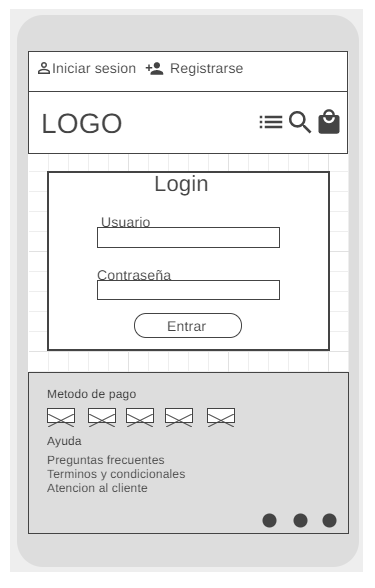 Iniciar sesion Registrarse
LOGO
Login
Usuario
Contraseña
Entrar
Metodo de pago
Ayuda
Preguntas frecuentes
Terminos y condicionales
Atencion al cliente